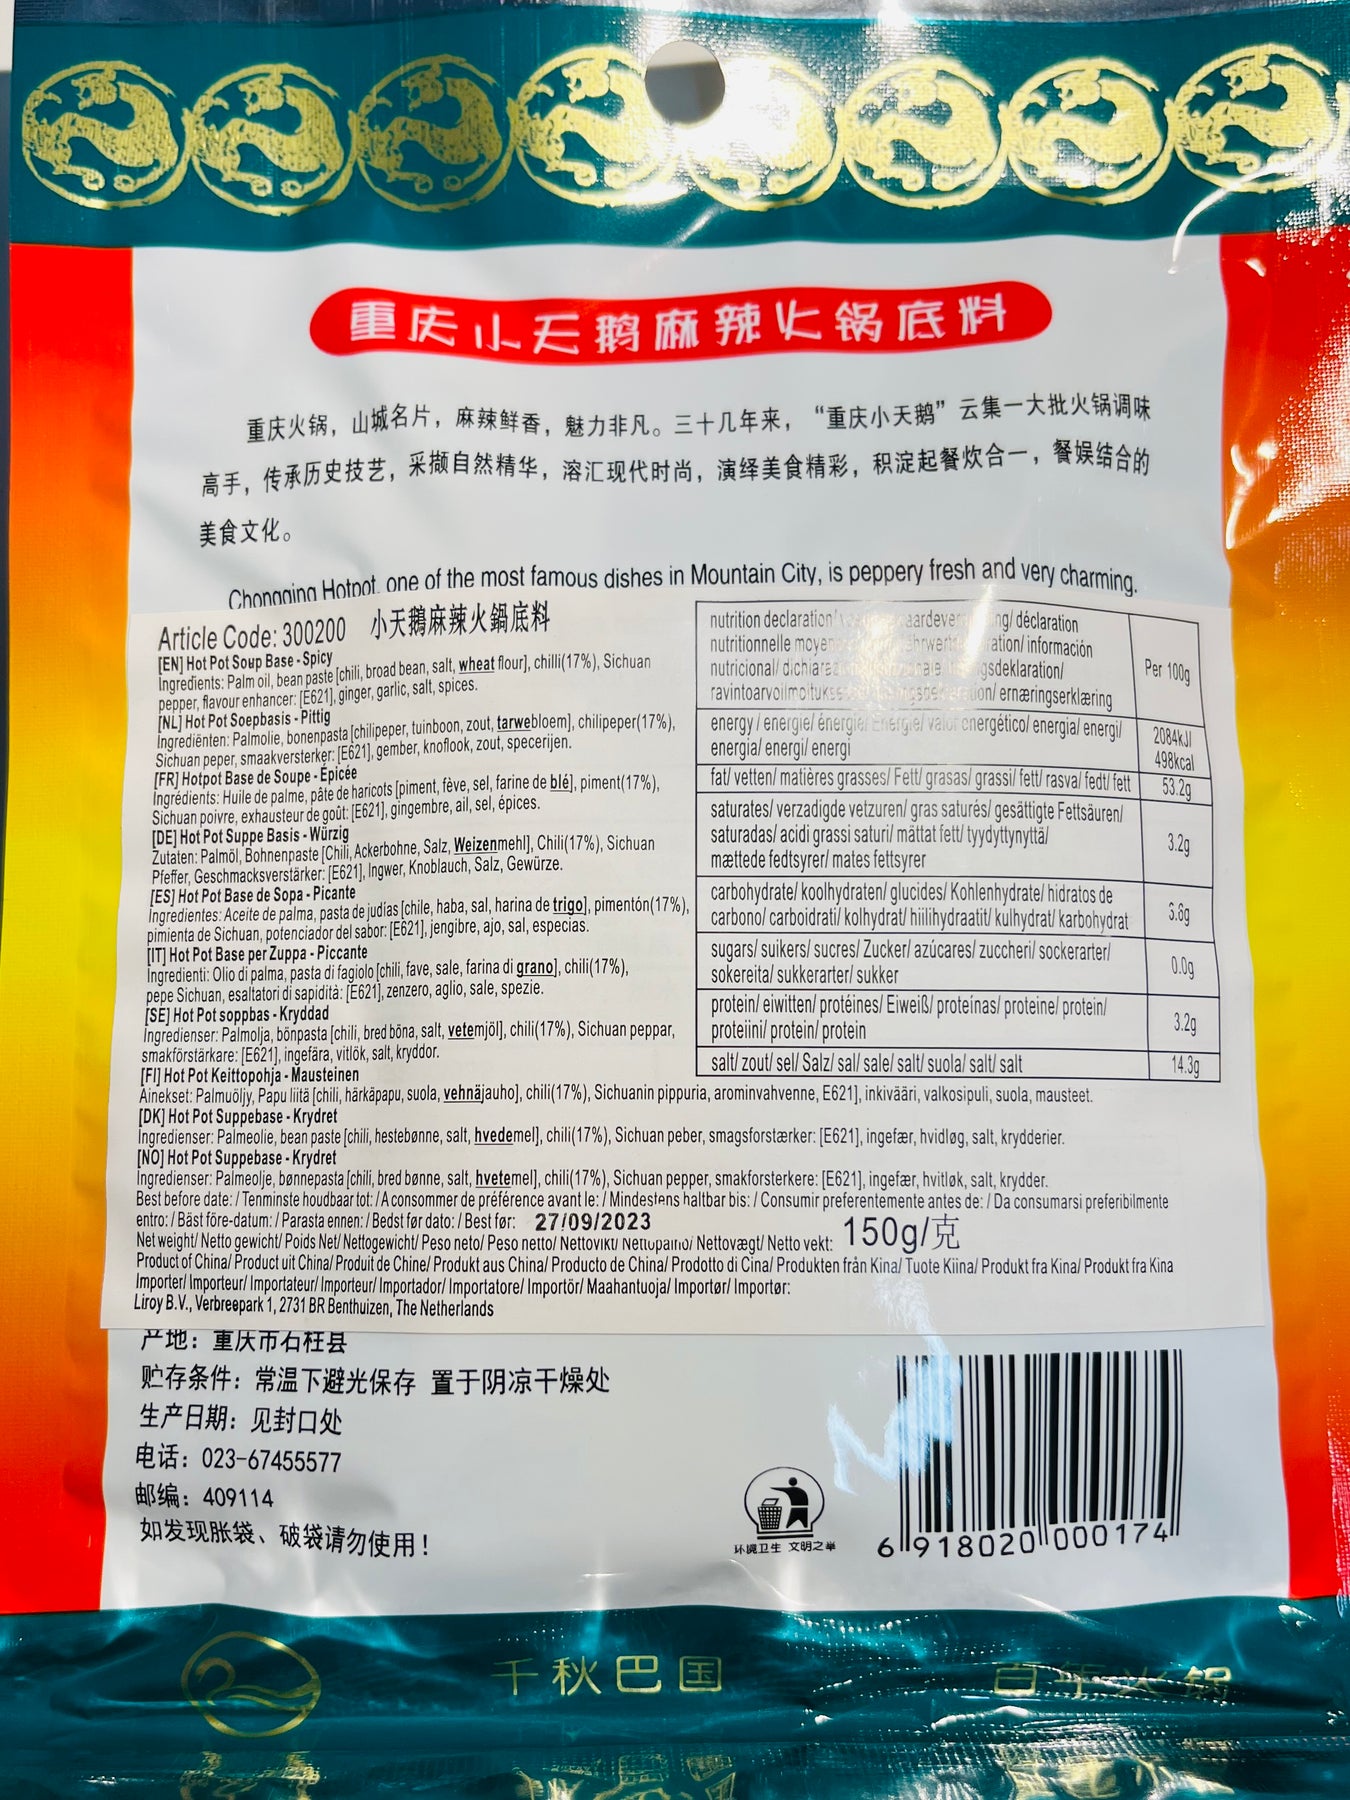 重庆小天鹅麻辣火锅底料
重庆火锅，山城名片，麻辣鲜香，魅力非凡。三十几年来，“重庆小天鹅”云集一大批火锅调味
高手，传承历史技艺，采撷自然精华，溶汇现代时尚，演绎美食精彩，积淀起餐炊合一，餐娱结合的
美食文化。
Chongqing Hotpot, one of the most famous dishes in Mountain City, is peppery fresh and very charming.
Article Code: 300200 小天鵝麻辣火鍋底料
[EN] Hot Pot Soup Base - Spicy
Ingredients: Palm oil, bean paste [chili, broad bean, salt, wheat flour], chilli(17%), Sichuan
pepper, flavour enhancer: [E621], ginger, garlic, salt, spices.
[NL] Hot Pot Soepbasis - Pittig
Ingrediënten: Palmolie, bonenpasta [chilipeper, tuinboon, zout, tarwebloem], chilipeper(17%),
Sichuan peper, smaakversterker: [E621], gember, knoflook, zout, specerijen.
[FR] Hotpot Base de Soupe - Épicée
Ingrédients: Huile de palme, pâte de haricots [piment, fève, sel, farine de blé], piment(17%),
Sichuan poivre, exhausteur de goût: [E621], gingembre, ail, sel, épices.
[DE] Hot Pot Suppe Basis - Würzig
Zutaten: Palmöl, Bohnenpaste [Chili, Ackerbohne, Salz, Weizenmehl], Chili(17%), Sichuan
Pfeffer, Geschmacksverstärker: [E621], Ingwer, Knoblauch, Salz, Gewürze.
[ES] Hot Pot Base de Sopa - Picante
Ingredientes: Aceite de palma, pasta de judías [chile, haba, sal, harina de trigo], pimentón(17%),
pimienta de Sichuan, potenciador del sabor: [E621], jengibre, ajo, sal, especias.
[IT] Hot Pot Base per Zuppa - Piccante
Ingredienti: Olio di palma, pasta di fagiolo [chili, fave, sale, farina di grano], chili(17%),
pepe Sichuan, esaltatori di sapidità: [E621], zenzero, aglio, sale, spezie.
[SE] Hot Pot soppbas - Kryddad
Ingredienser: Palmolja, bönpasta [chili, bred böna, salt, vetemjöl], chili(17%), Sichuan peppar,
smakförstärkare: [E621], ingefära, vitlök, salt, kryddor.
[FI] Hot Pot Keittopohja - Mausteinen
Ainekset: Palmuöljy, Papu liitä [chili, härkäpapu, suola, vehnäjauho], chili(17%), Sichuanin pippuria, arominvahvenne, E621], inkivääri, valkosipuli, suola, mausteet.
[DK] Hot Pot Suppebase - Krydret
Ingredienser: Palmeolie, bean paste [chili, hestebønne, salt, hvedemel], chili(17%), Sichuan peber, smagsforstærker: [E621], ingefær, hvidløg, salt, krydderier.
[NO] Hot Pot Suppebase - Krydret
Ingredienser: Palmeolje, bønnepasta [chili, bred bønne, salt, hvetemel], chili(17%), Sichuan pepper, smakforsterkere: [E621], ingefær, hvitløk, salt, krydder.
Best before date: / Tenminste houdbaar tot: / A consommer de préférence avant le: / Mindestens haltbar bis: / Consumir preferentemente antes de: / Da consumarsi preferibilmente
entro: / Bäst före-datum: / Parasta ennen: / Bedst før dato: / Best før: 27/09/2023
Net weight/ Netto gewicht/ Poids Net/ Nettogewicht/ Peso neto/ Peso netto/ Nettovikt/ Nettopaino/ Nettovægt/ Netto vekt: 150g/克
Product of China/ Product uit China/ Produit de Chine/ Produkt aus China/ Producto de China/ Prodotto di Cina/ Produkten från Kina/ Tuote Kiina/ Produkt fra Kina/ Produkt fra Kina
Importer/ Importeur/ Importateur/ Importeur/ Importador/ Importatore/ Importör/ Maahantuoja/ Importør/ Importør:
Liroy B.V., Verbreepark 1, 2731 BR Benthuizen, The Netherlands
nutrition declaration/ déclaration
nutritionnelle información
nutricional/
ernæringserklæring
Per 100g
energy / energie/ énergie/ Energie/ valor energético/ energia/ energi/
energia/ energi/ energi
2084kJ/
498kcal
fat/ vetten/ matières grasses/ Fett/ grasas/ grassi/ fett/ rasva/ fedt/ fett 53.2g
saturates/ verzadigde vetzuren/ gras saturés/ gesättigte Fettsäuren/
saturadas/ acidi grassi saturi/ mättat fett/ tyydyttynyttä/
mættede fedtsyrer/ mates fettsyrer
3.2g
carbohydrate/ koolhydraten/ glucides/ Kohlenhydrate/ hidratos de
carbono/ carboidrati/ kolhydrat/ hiilihydraatit/ kulhydrat/ karbohydrat
sugars/ suikers/ sucres/ Zucker/ azúcares/ zuccheri/ sockerarter/
sokereita/ sukkerarter/ sukker
0.0g
protein/ eiwitten/ protéines/ Eiweiß/ proteínas/ proteine/ protein/
proteiini/ protein/ protein
3.2g
salt/ zout/ sel/ Salz/ sal/ sale/ salt/ suola/ salt/ salt 14.3g
产地：重庆市石柱县
贮存条件：常温下避光保存 置于阴凉干燥处
生产日期：见封口处
电话：023-67455577
邮编：409114
如发现胀袋、破袋请勿使用！
环境卫生 文明之举
6 918020 000174
千秋巴国
百年火锅